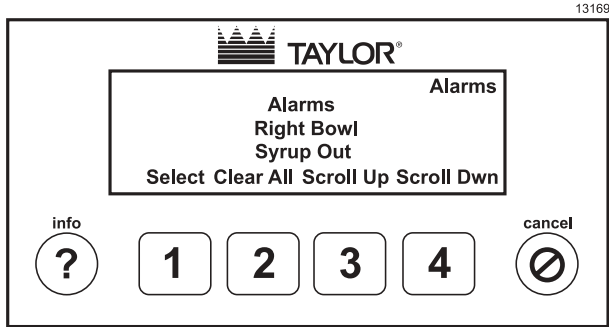 13169
TAYLOR®
Alarms
Alarms
Right Bowl
Syrup Out
Select Clear All Scroll Up Scroll Dwn
info
cancel
? 1 2 3 4